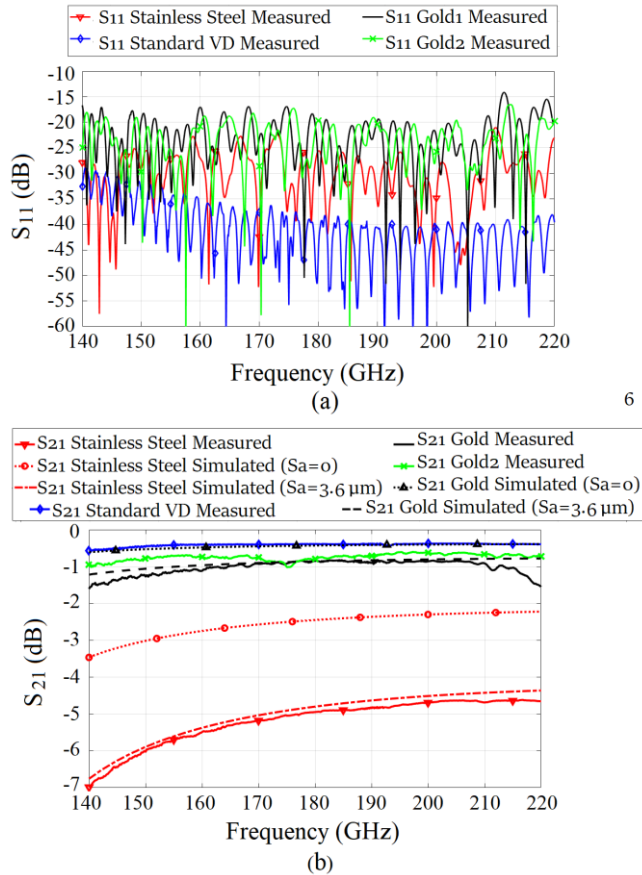 S11 Stainless Steel Measured S11 Gold1 Measured
S11 Standard VD Measured S11 Gold2 Measured
-10
-15
-20
-25
-30
-35
-40
-45
-50
-55
-60
S11 (dB)
140 150 160 170 180 190 200 210 220
Frequency (GHz)
(a)
6
S21 Stainless Steel Measured S21 Gold Measured
S21 Stainless Steel Simulated (Sa=0) S21 Gold2 Measured
S21 Stainless Steel Simulated (Sa=3.6 μm) S21 Gold Simulated (Sa=0)
S21 Standard VD Measured S21 Gold Simulated (Sa=3.6 μm)
0
-1
-2
-3
-4
-5
-6
-7
S21 (dB)
140 150 160 170 180 190 200 210 220
Frequency (GHz)
(b)